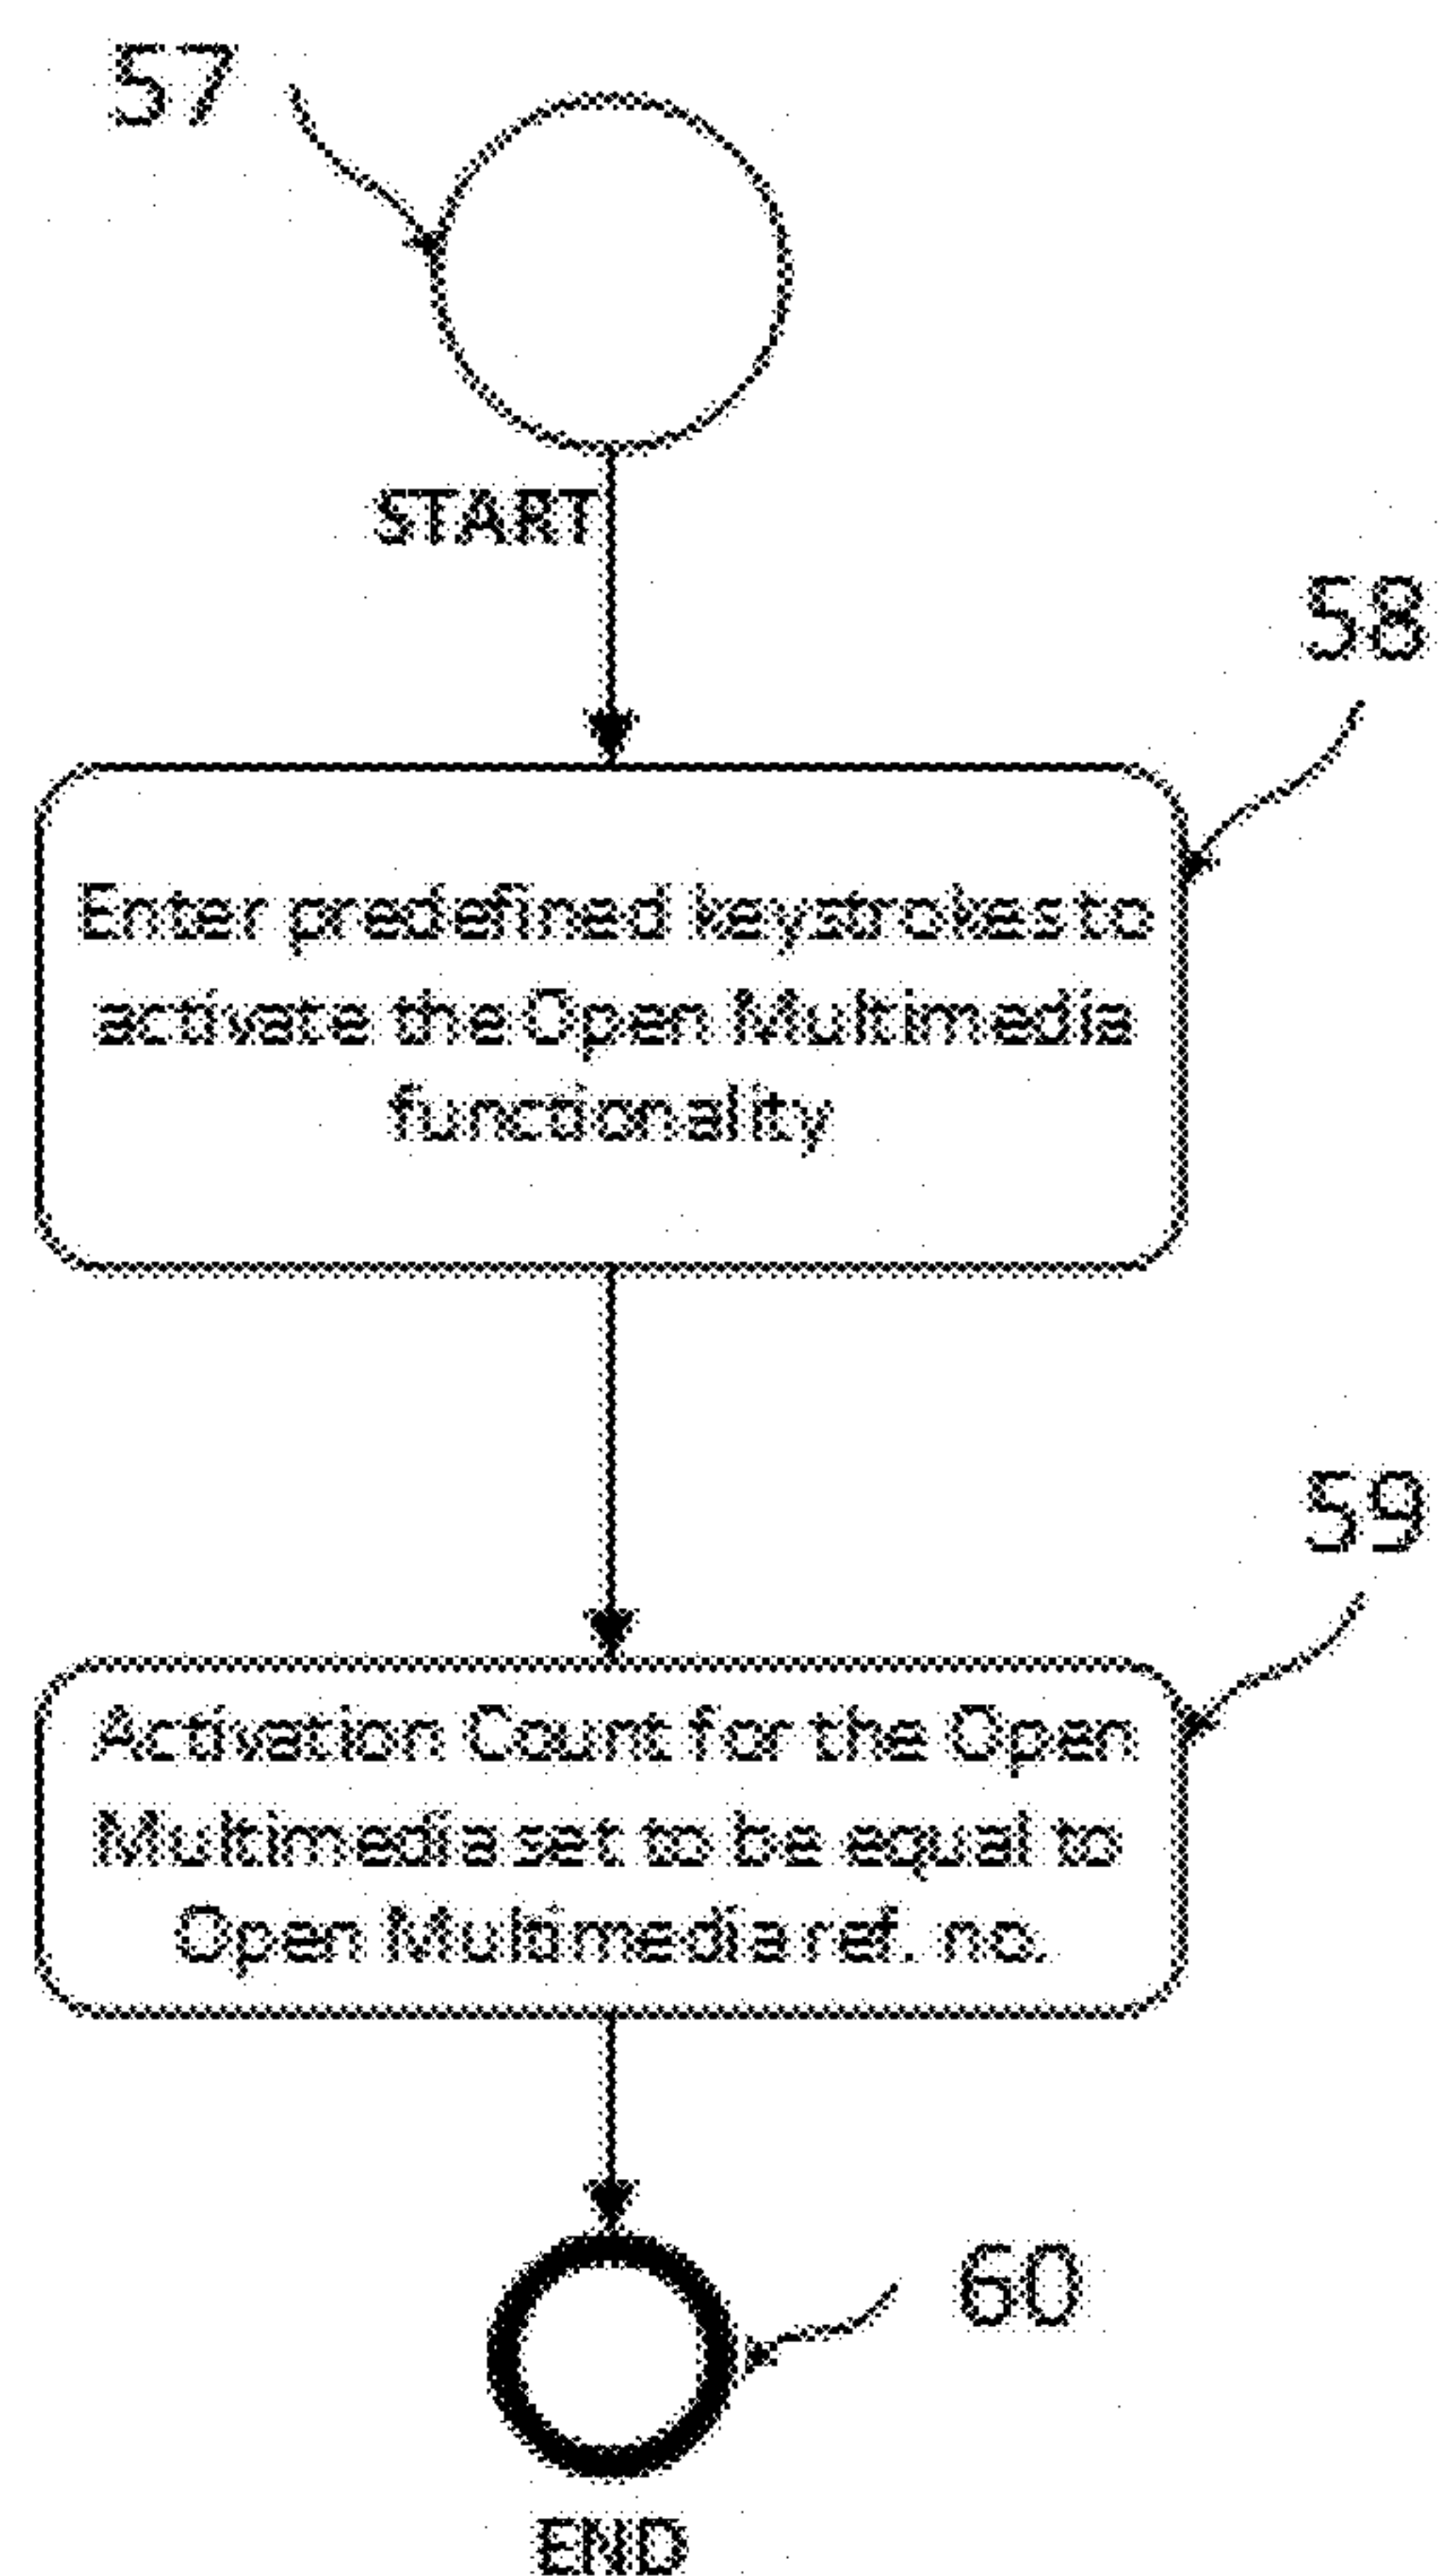 57
START
58
Enter predefined keystrokes to
activate the Open Multimedia
functionality
59
Activation Count for the Open
Multimedia set to be equal to
Open Multimedia ref. no.
60
END